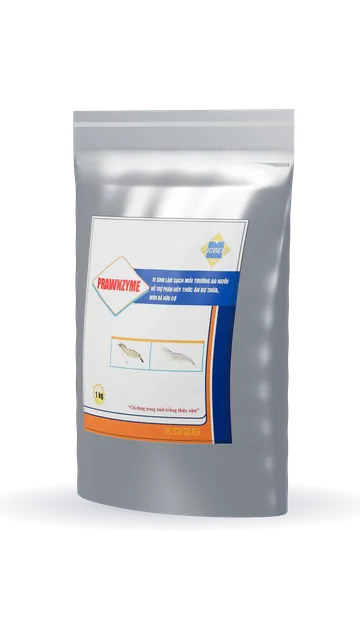 JOBEL
PRAWNZYME
VI SINH LÀM SẠCH MÔI TRƯỜNG AO NUÔI
HỖ TRỢ PHÂN HỦY THỨC ĂN DƯ THỪA,
MÙN BÃ HỮU CƠ
1 KG
"Chỉ dùng trong nuôi trồng thủy sản"